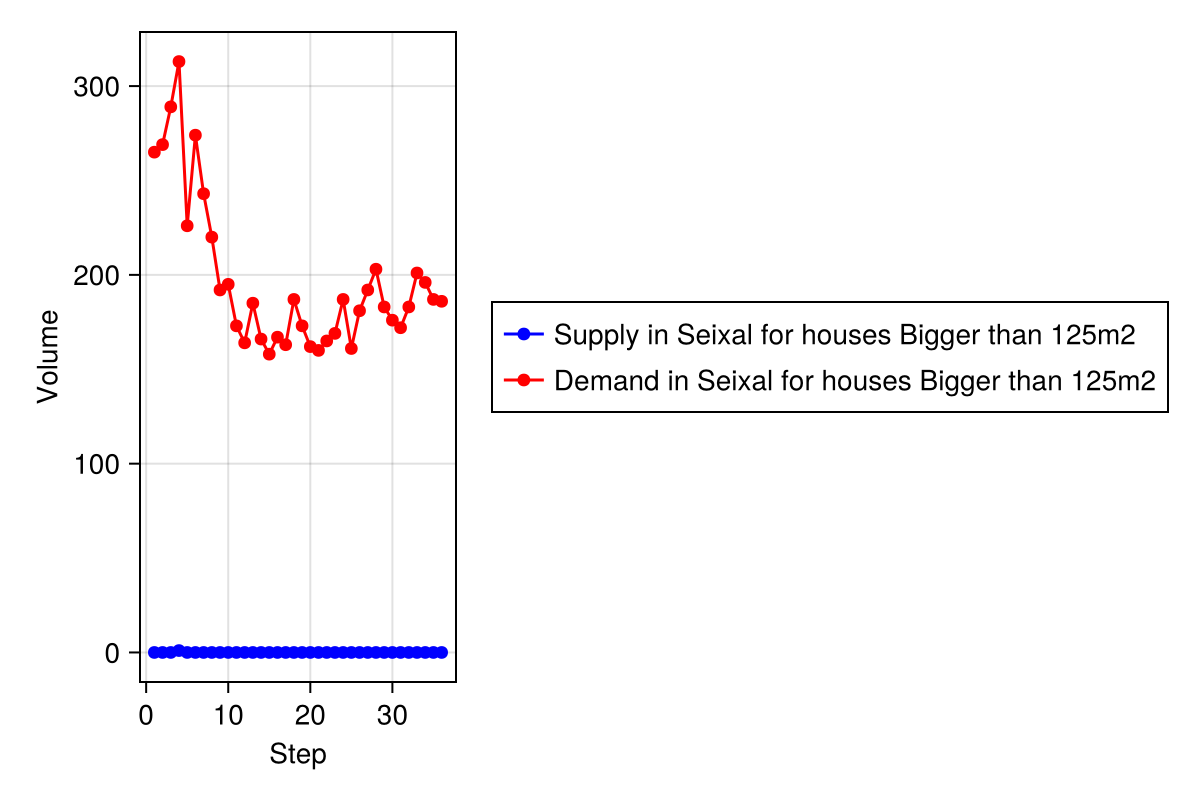 300
200
100
0
Volume
0 10 20 30
Step
Supply in Seixal for houses Bigger than 125m2
Demand in Seixal for houses Bigger than 125m2